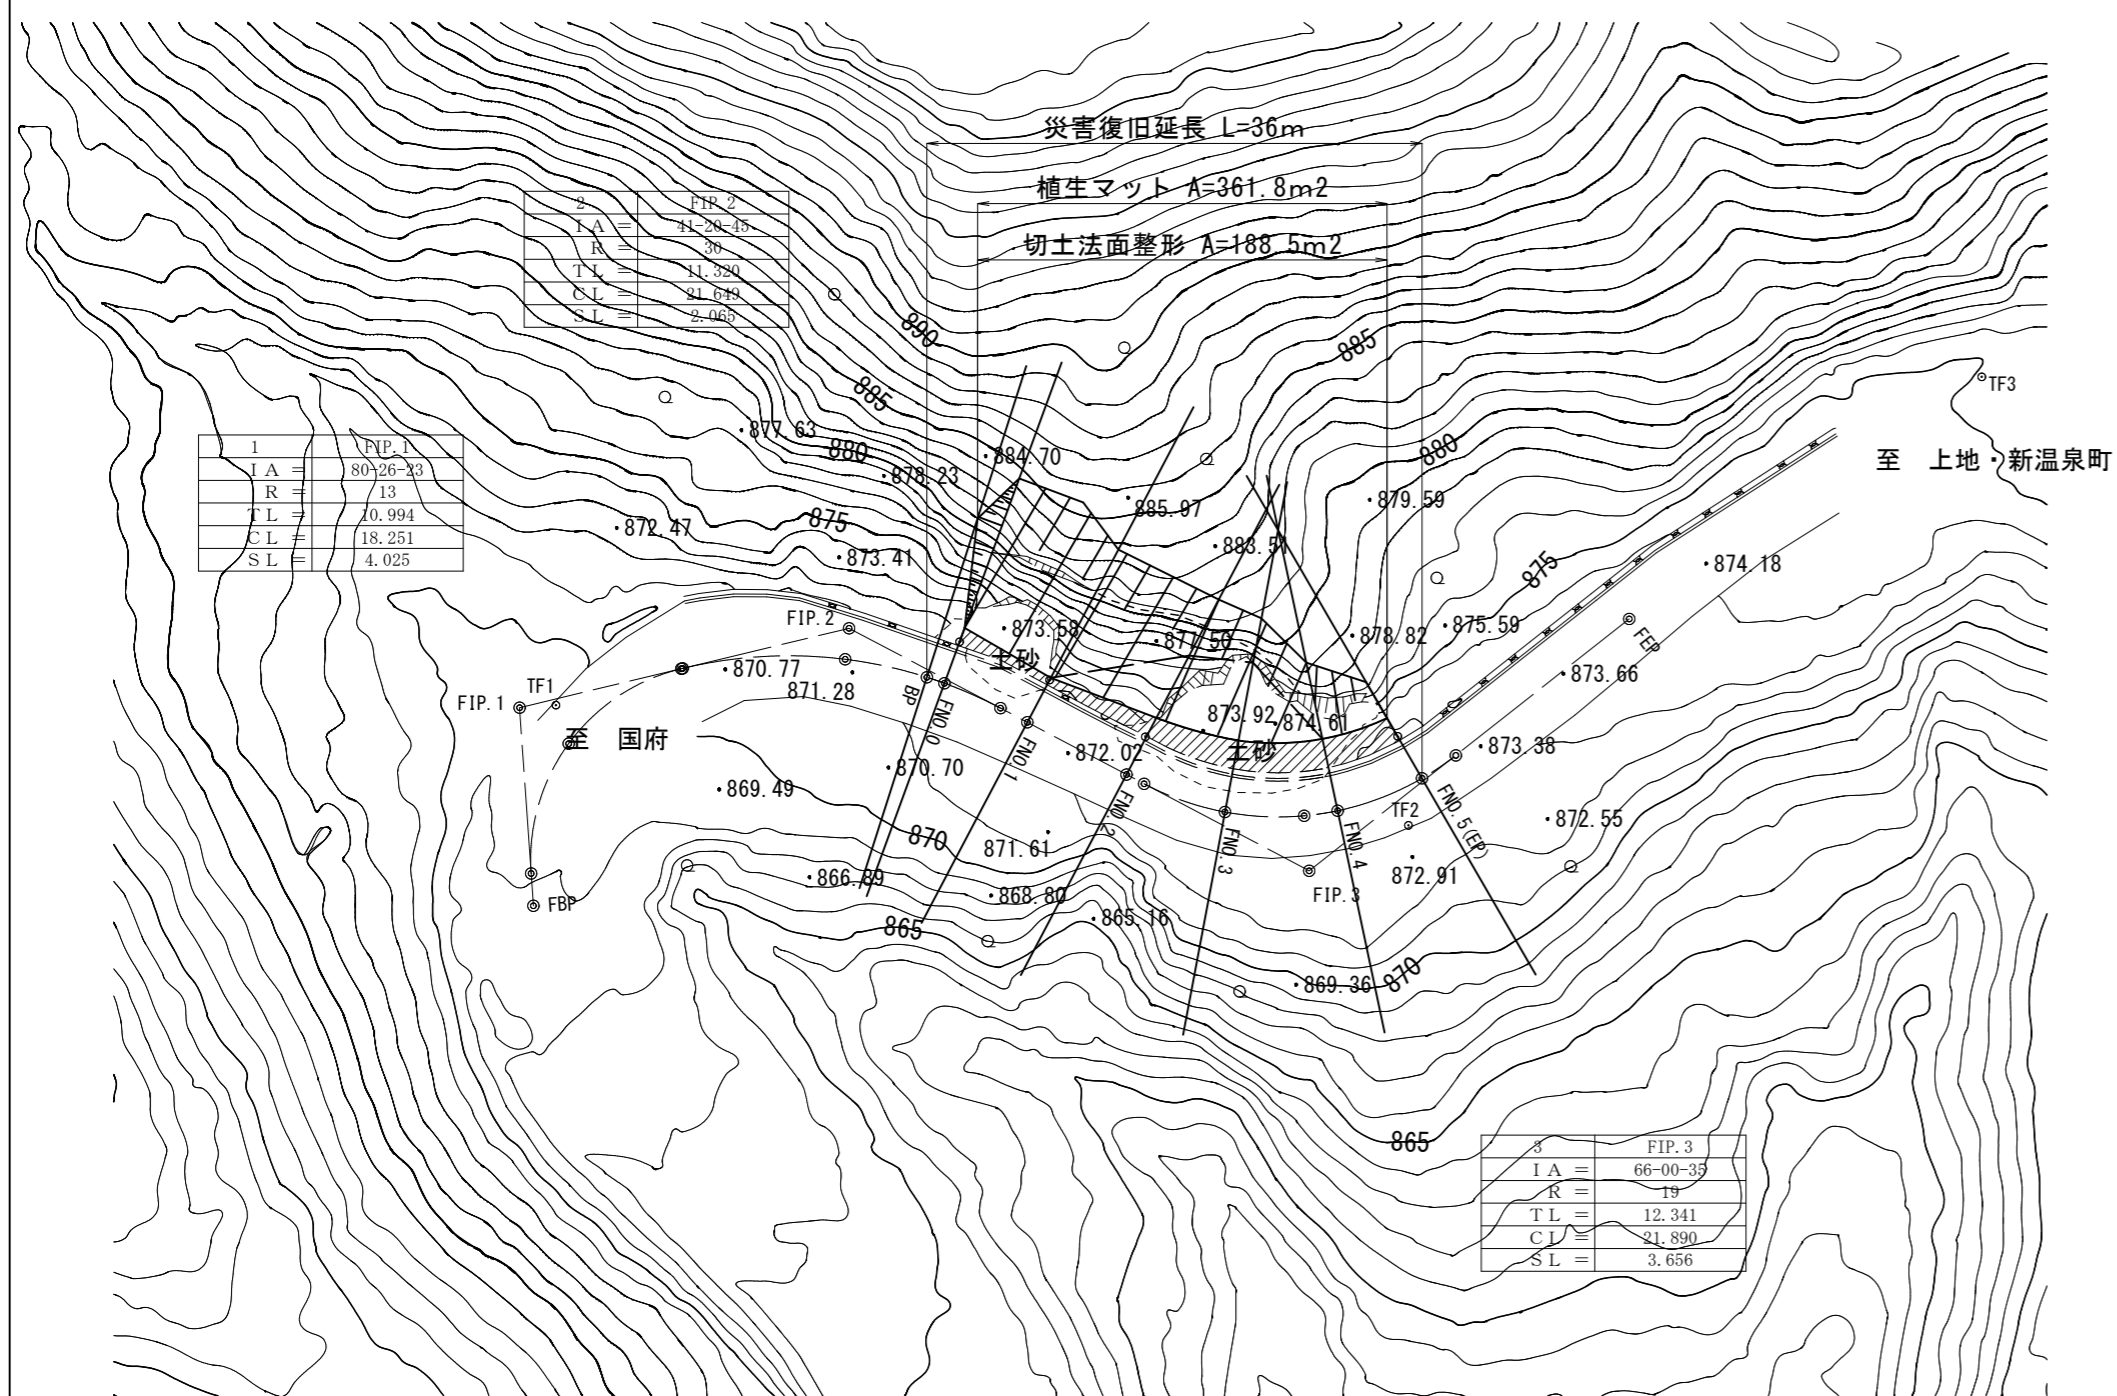 災害復旧延長 L=36m
植生マット A=361.8m2
切土法面整形 A=188.5m2
2 FIP.2
IA = 41-20-45
R = 30
TL = 11.320
CL = 21.649
SL = 2.065
1 FIP.1
IA = 80-26-23
R = 13
TL = 10.994
CL = 18.251
SL = 4.025
890
885
885
880
880
875
875
TF3
至 上地・新温泉町
877.63
884.70
878.23
885.97
879.59
872.47
883.51
873.41
874.18
FIP.2
873.58
877.50
878.82
875.59
FEP
土砂
870.77
871.28
873.66
FIP.1
TF1
BP
FNO.0
873.92
874.61
至 国府
FNO.1
872.02
土砂
873.38
870.70
869.49
FNO.2
FNO.3
FNO.4
TF2
FNO.5(EP)
872.55
870
871.61
866.89
868.80
872.91
FIP.3
FBP
865
865.16
869.36
870
865
3 FIP.3
IA = 66-00-35
R = 19
TL = 12.341
CL = 21.890
SL = 3.656